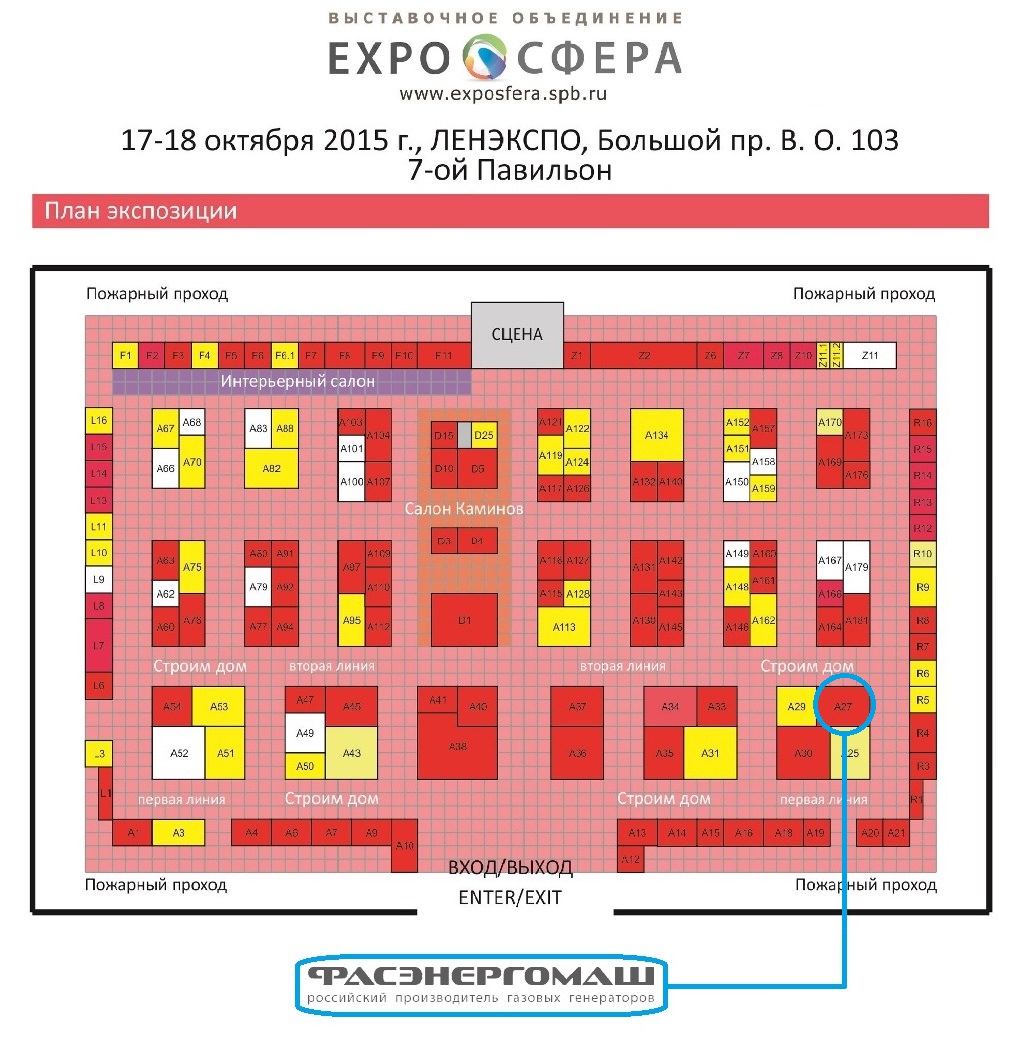 ВЫСТАВОЧНОЕ ОБЪЕДИНЕНИЕ
EXPO СФЕРА
www.exposfera.spb.ru
17-18 октября 2015 г., ЛЕНЭКСПО, Большой пр. В. О. 103
7-ой Павильон
План экспозиции
Пожарный проход Пожарный проход
СЦЕНА
F1 F2 F3 F4 F5 F6 F6.1 F7 F8 F9 F10 F11 Z1 Z2 Z6 Z7 Z8 Z10 Z11.1 Z11.2 Z11
Интерьерный салон
L16 A67 A68 A83 A88 A103 A104 D15 D25 A121 A122 A134 A152 A157 A170 A173 R16
L15 A66 A70 A82 A101 A119 A124 A151 A158 A169 R15
L14 A100 A107 D10 D5 A117 A126 A132 A140 A150 A159 A176 R14
L13 Салон Каминов R13
L11 D3 D4 R12
L10 A63 A75 A80 A91 A97 A109 A116 A127 A131 A142 A149 A160 A167 A179 R10
L9 A62 A79 A92 A110 A115 A128 A143 A148 A161 A168 R9
L8 A60 A78 A77 A94 A95 A112 D1 A113 A130 A145 A146 A162 A164 A181 R8
L7 R7
Строим дом вторая линия вторая линия Строим дом
L6 R6
A54 A53 A47 A45 A41 A40 A37 A34 A33 A29 A27 R5
A52 A51 A49 A43 A38 A36 A35 A31 A30 A25 R4
L3 A50 R3
L1 первая линия Строим дом Строим дом первая линия R1
A1 A3 A4 A6 A7 A9 A10 A13 A14 A15 A16 A18 A19 A20 A21
A12
ВХОД/ВЫХОД
Пожарный проход Пожарный проход
ENTER/EXIT
ФАСЭНЕРГОМАШ
российский производитель газовых генераторов